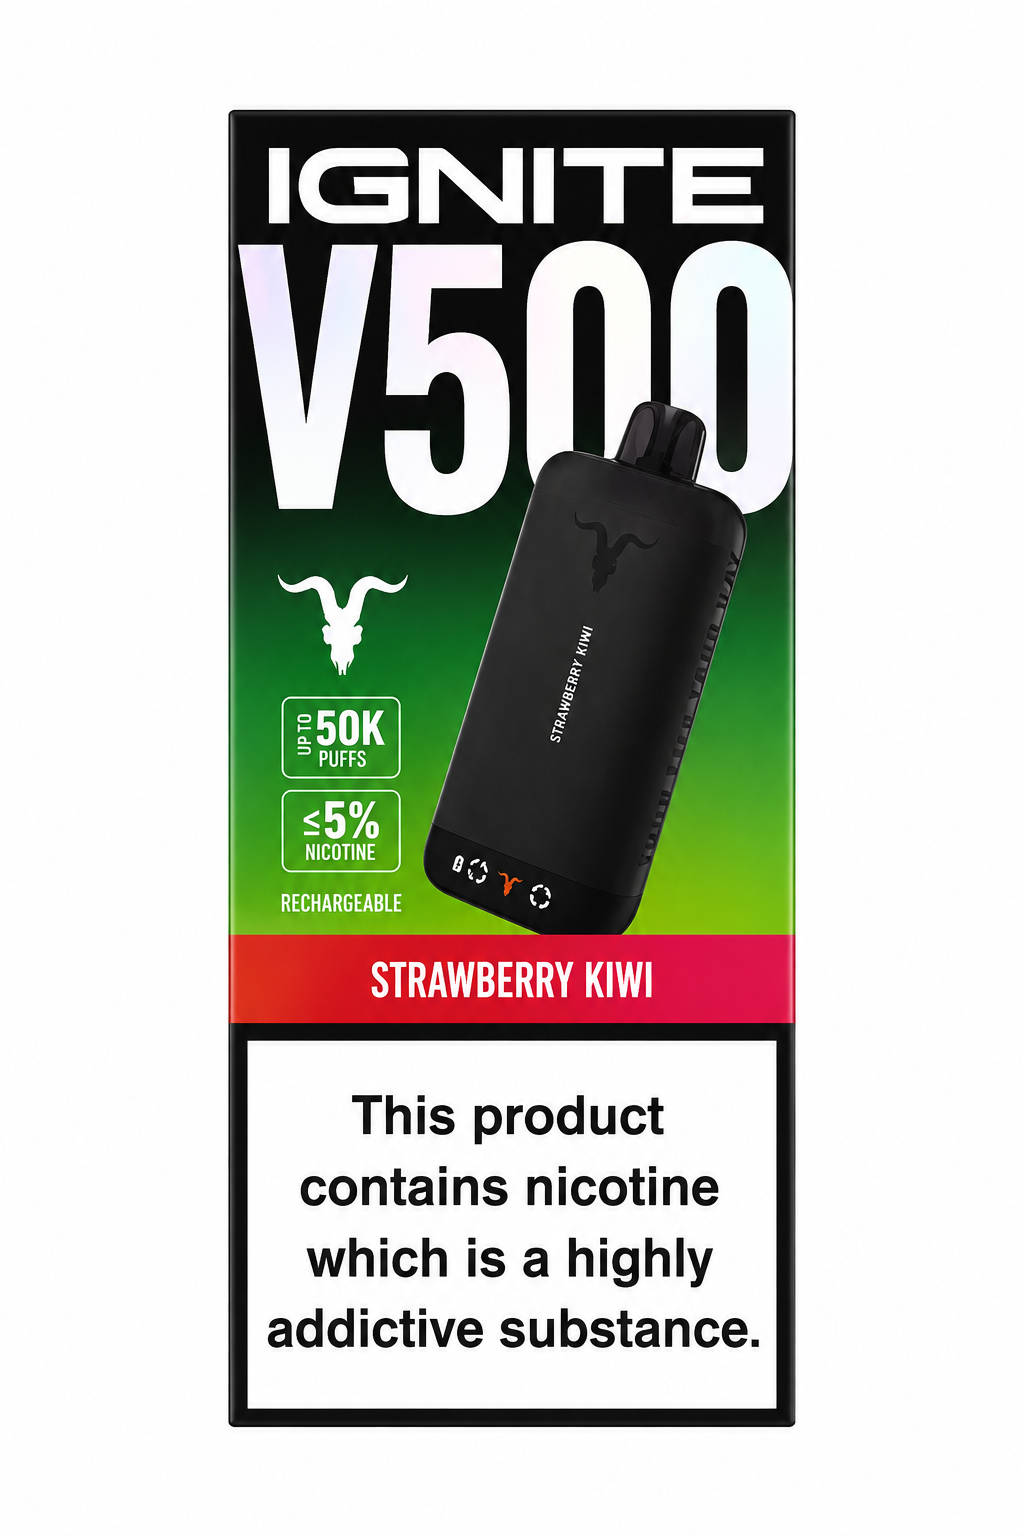 IGNITE
V500
STRAWBERRY KIWI
UP TO 50K
PUFFS
≤5%
NICOTINE
RECHARGEABLE
STRAWBERRY KIWI
This product
contains nicotine
which is a highly
addictive substance.